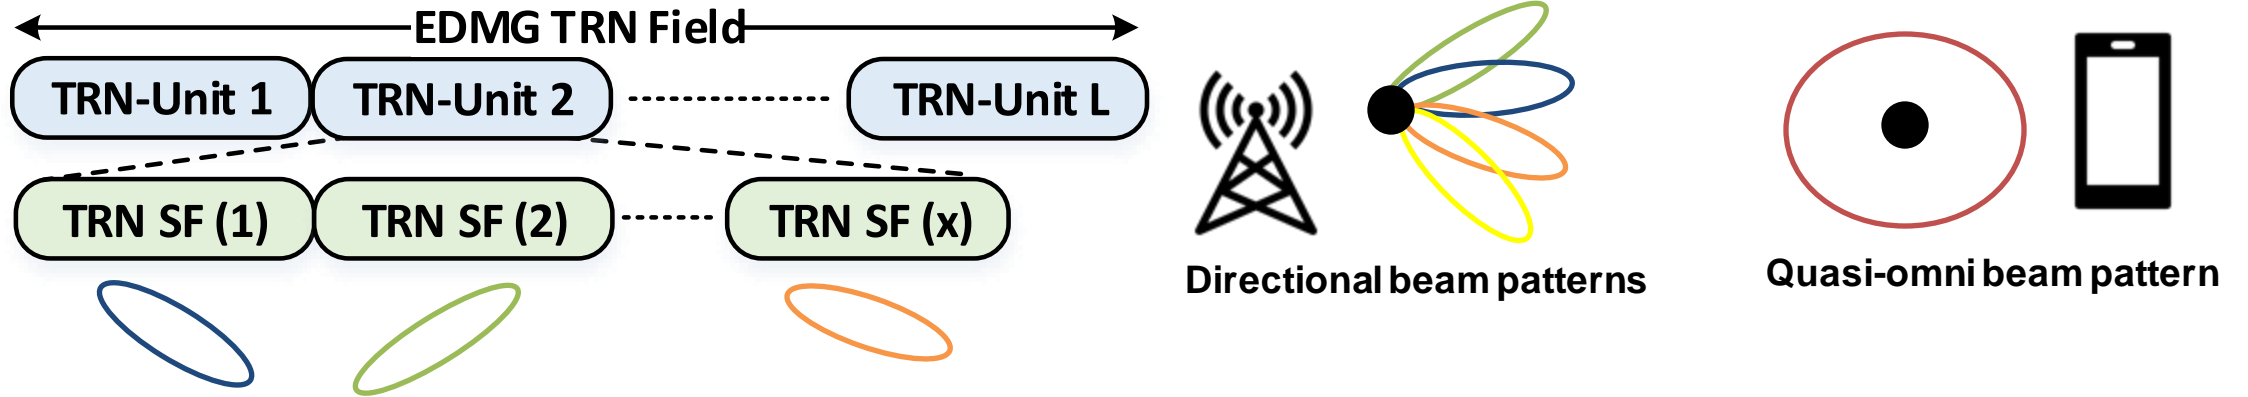 EDMG TRN Field
TRN-Unit 1
TRN-Unit 2
TRN-Unit L
TRN SF (1)
TRN SF (2)
TRN SF (x)
Directional beam patterns
Quasi-omni beam pattern